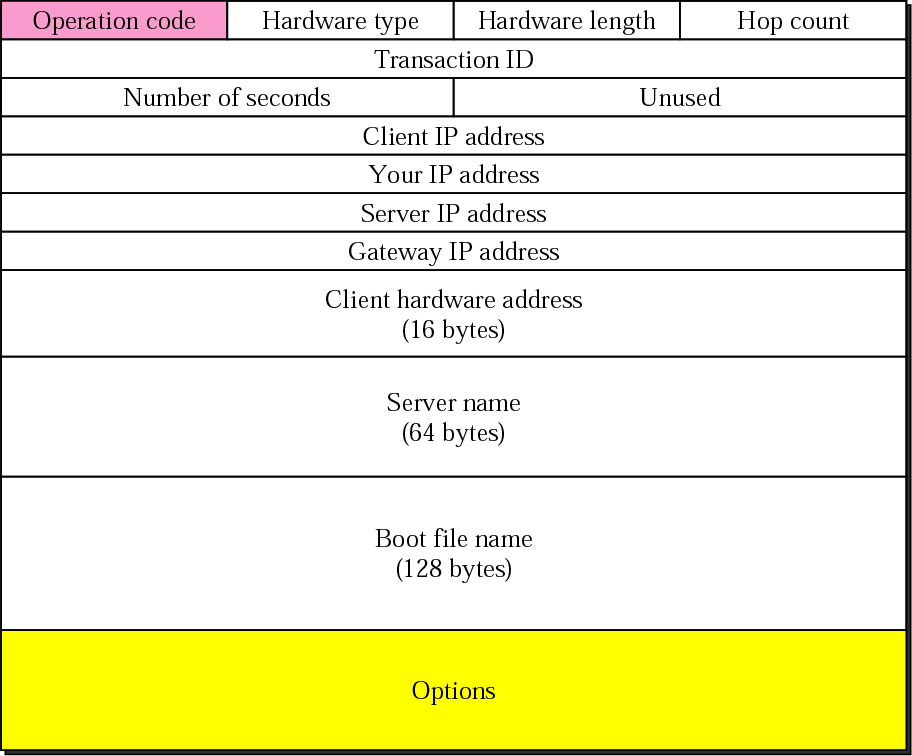 Operation code
Hardware type
Hardware length
Hop count
Transaction ID
Number of seconds
Unused
Client IP address
Your IP address
Server IP address
Gateway IP address
Client hardware address
(16 bytes)
Server name
(64 bytes)
Boot file name
(128 bytes)
Options